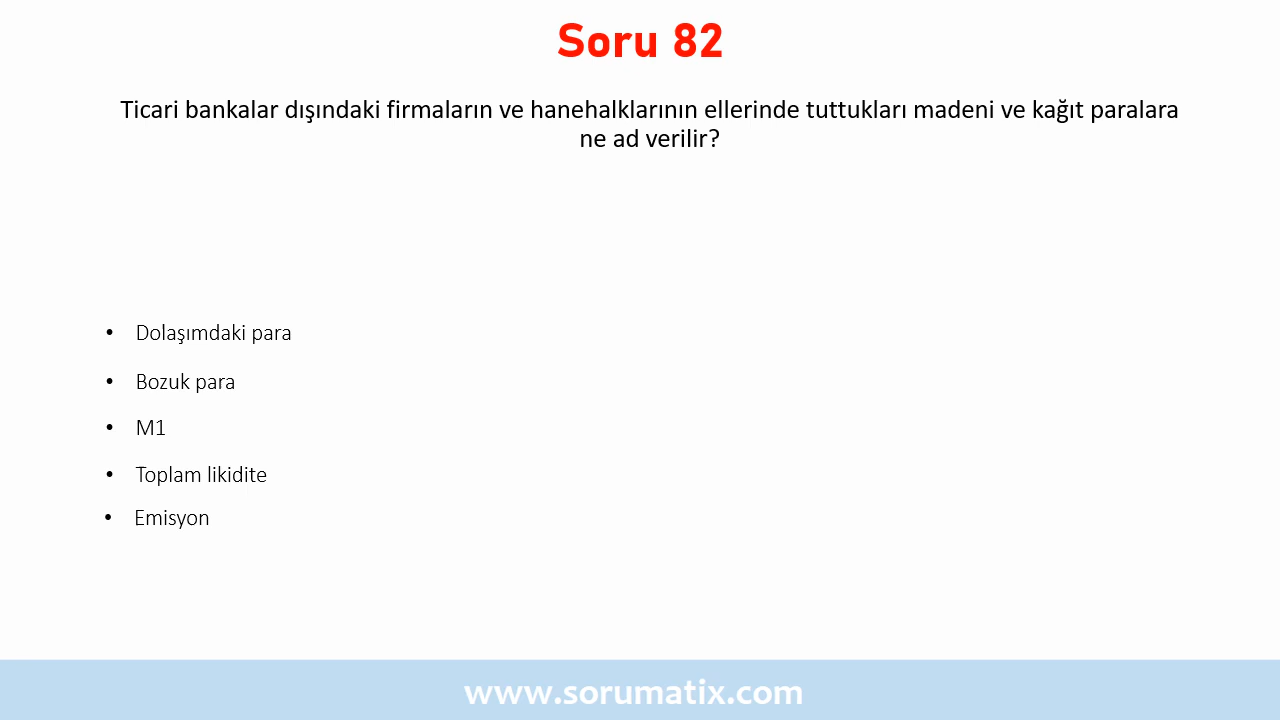 Soru 82
Ticari bankalar dışındaki firmaların ve hanehalklarının ellerinde tuttukları madeni ve kağıt paralara
ne ad verilir?
• Dolaşımdaki para
• Bozuk para
• M1
• Toplam likidite
• Emisyon
www.sorumatix.com